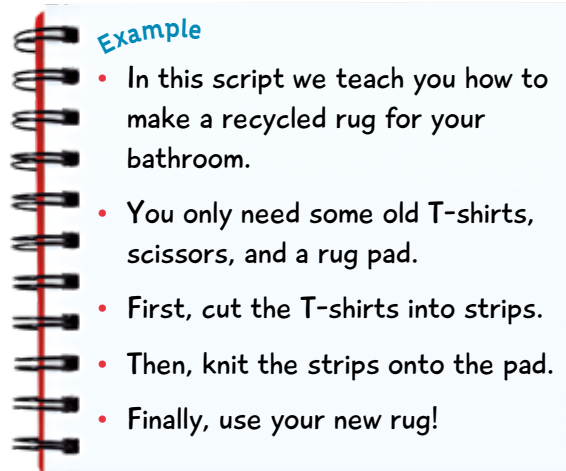 Example
• In this script we teach you how to
make a recycled rug for your
bathroom.
• You only need some old T-shirts,
scissors, and a rug pad.
• First, cut the T-shirts into strips.
• Then, knit the strips onto the pad.
• Finally, use your new rug!